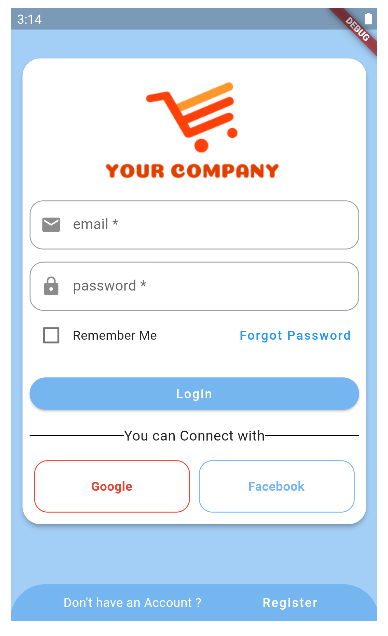 3:14
DEBUG
YOUR COMPANY
email *
password *
Remember Me Forgot Password
Login
You can Connect with
Google Facebook
Don't have an Account ? Register